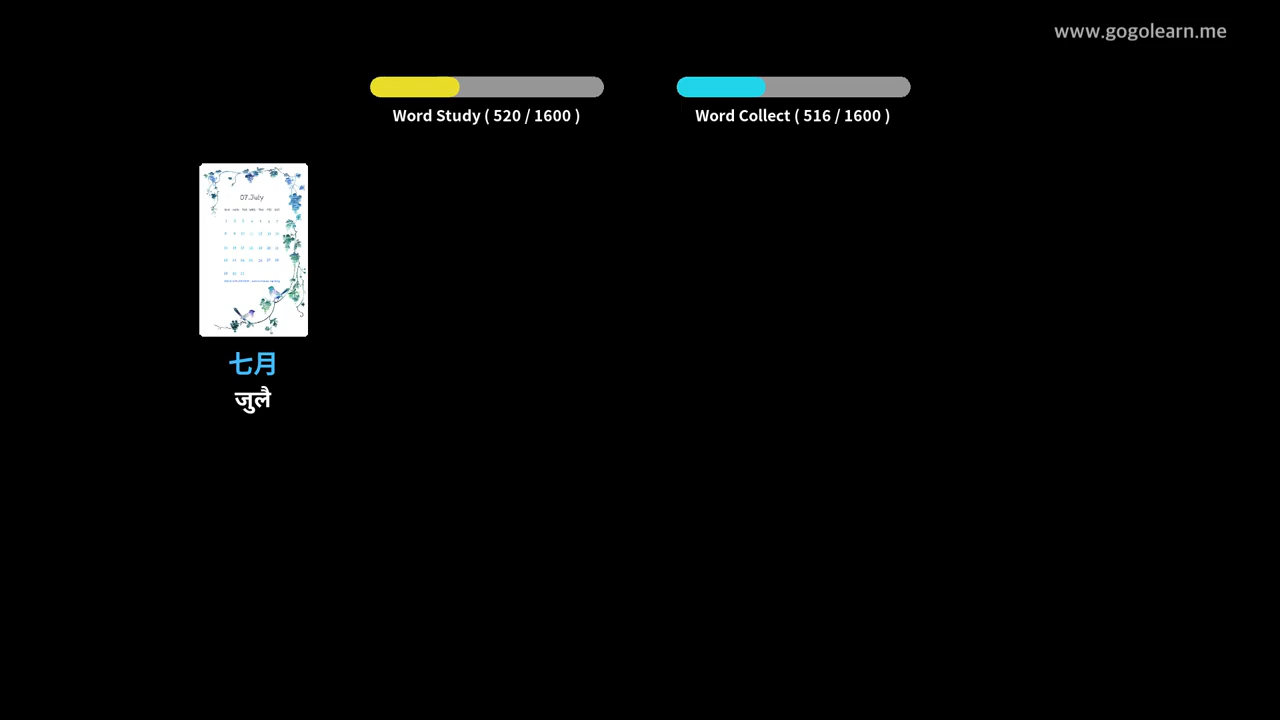 www.gogolearn.me
Word Study ( 520 / 1600 )
Word Collect ( 516 / 1600 )
07.July
七月
जुलै